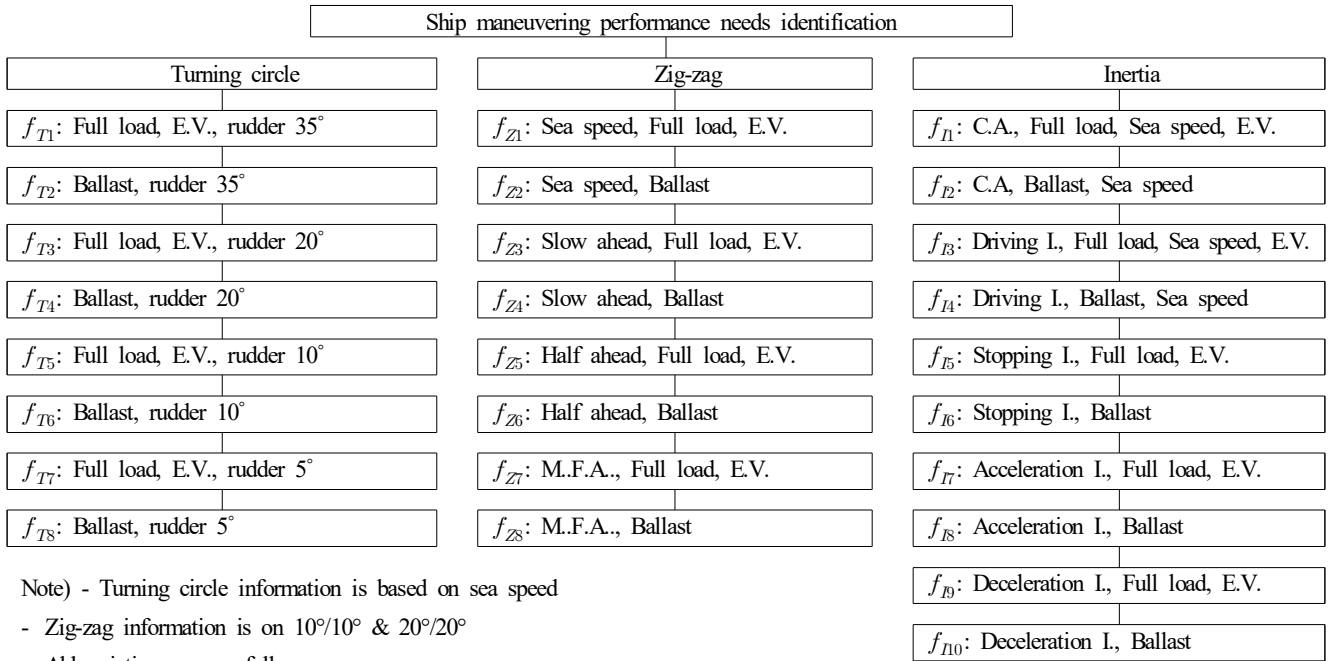 Ship maneuvering performance needs identification
Turning circle
f_T1: Full load, E.V., rudder 35°
f_T2: Ballast, rudder 35°
f_T3: Full load, E.V., rudder 20°
f_T4: Ballast, rudder 20°
f_T5: Full load, E.V., rudder 10°
f_T6: Ballast, rudder 10°
f_T7: Full load, E.V., rudder 5°
f_T8: Ballast, rudder 5°
Zig-zag
f_Z1: Sea speed, Full load, E.V.
f_Z2: Sea speed, Ballast
f_Z3: Slow ahead, Full load, E.V.
f_Z4: Slow ahead, Ballast
f_Z5: Half ahead, Full load, E.V.
f_Z6: Half ahead, Ballast
f_Z7: M..F.A.., Full load, E.V.
f_Z8: M..F.A.., Ballast
Inertia
f_I1: C.A., Full load, Sea speed, E.V.
f_I2: C.A, Ballast, Sea speed
f_I3: Driving I., Full load, Sea speed, E.V.
f_I4: Driving I., Ballast, Sea speed
f_I5: Stopping I., Full load, E.V.
f_I6: Stopping I., Ballast
f_I7: Acceleration I., Full load, E.V.
f_I8: Acceleration I., Ballast
f_I9: Deceleration I., Full load, E.V.
f_I10: Deceleration I., Ballast
Note) - Turning circle information is based on sea speed
- Zig-zag information is on 10°/10° & 20°/20°